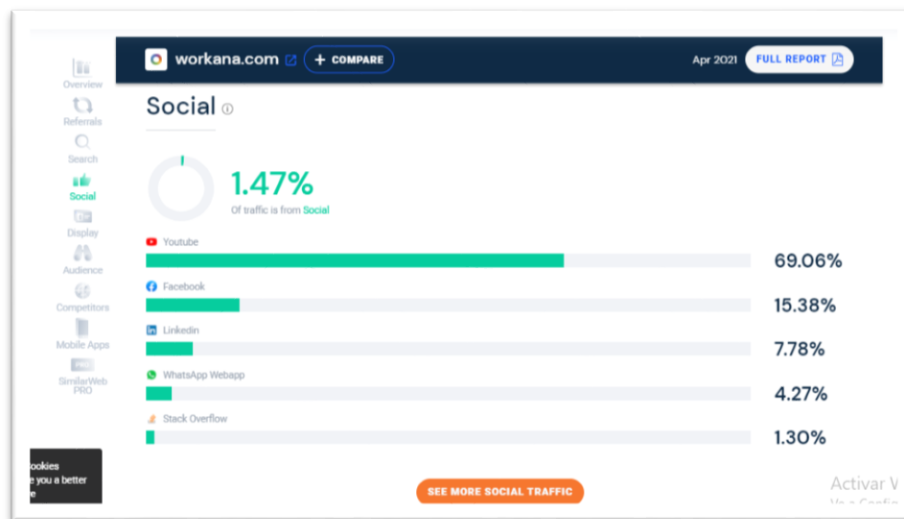 workana.com
+ COMPARE
Apr 2021
FULL REPORT
Overview
Referrals
Search
Social
Display
Audience
Competitors
Mobile Apps
SimilarWeb
PRO
Social
1.47%
Of traffic is from Social
Youtube
69.06%
Facebook
15.38%
Linkedin
7.78%
WhatsApp Webapp
4.27%
Stack Overflow
1.30%
SEE MORE SOCIAL TRAFFIC
ookies
e you a better
e
Activar V